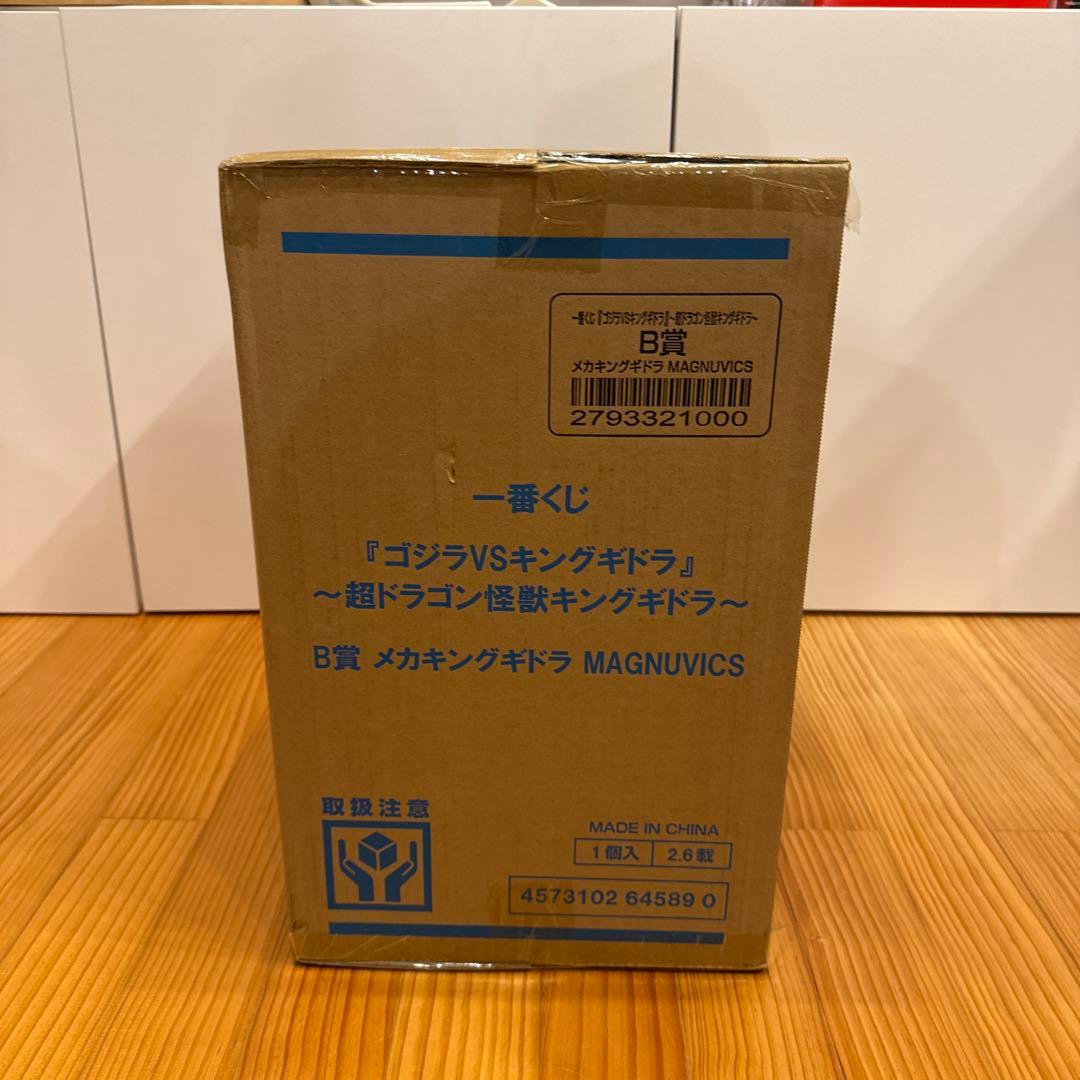 一番くじ『ゴジラVSキングギドラ』~超ドラゴン怪獣キングギドラ~
B賞
メカキングギドラ MAGNUVICS
2793321000
一番くじ
『ゴジラVSキングギドラ』
~超ドラゴン怪獣キングギドラ~
B賞 メカキングギドラ MAGNUVICS
取扱注意
MADE IN CHINA
1個入 2.6載
4573102 64589 0